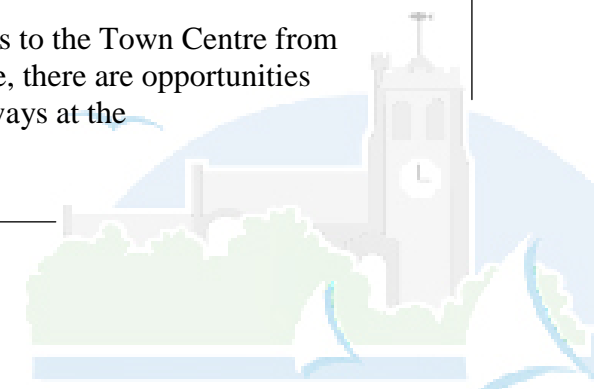 s to the Town Centre from
e, there are opportunities
ways at the